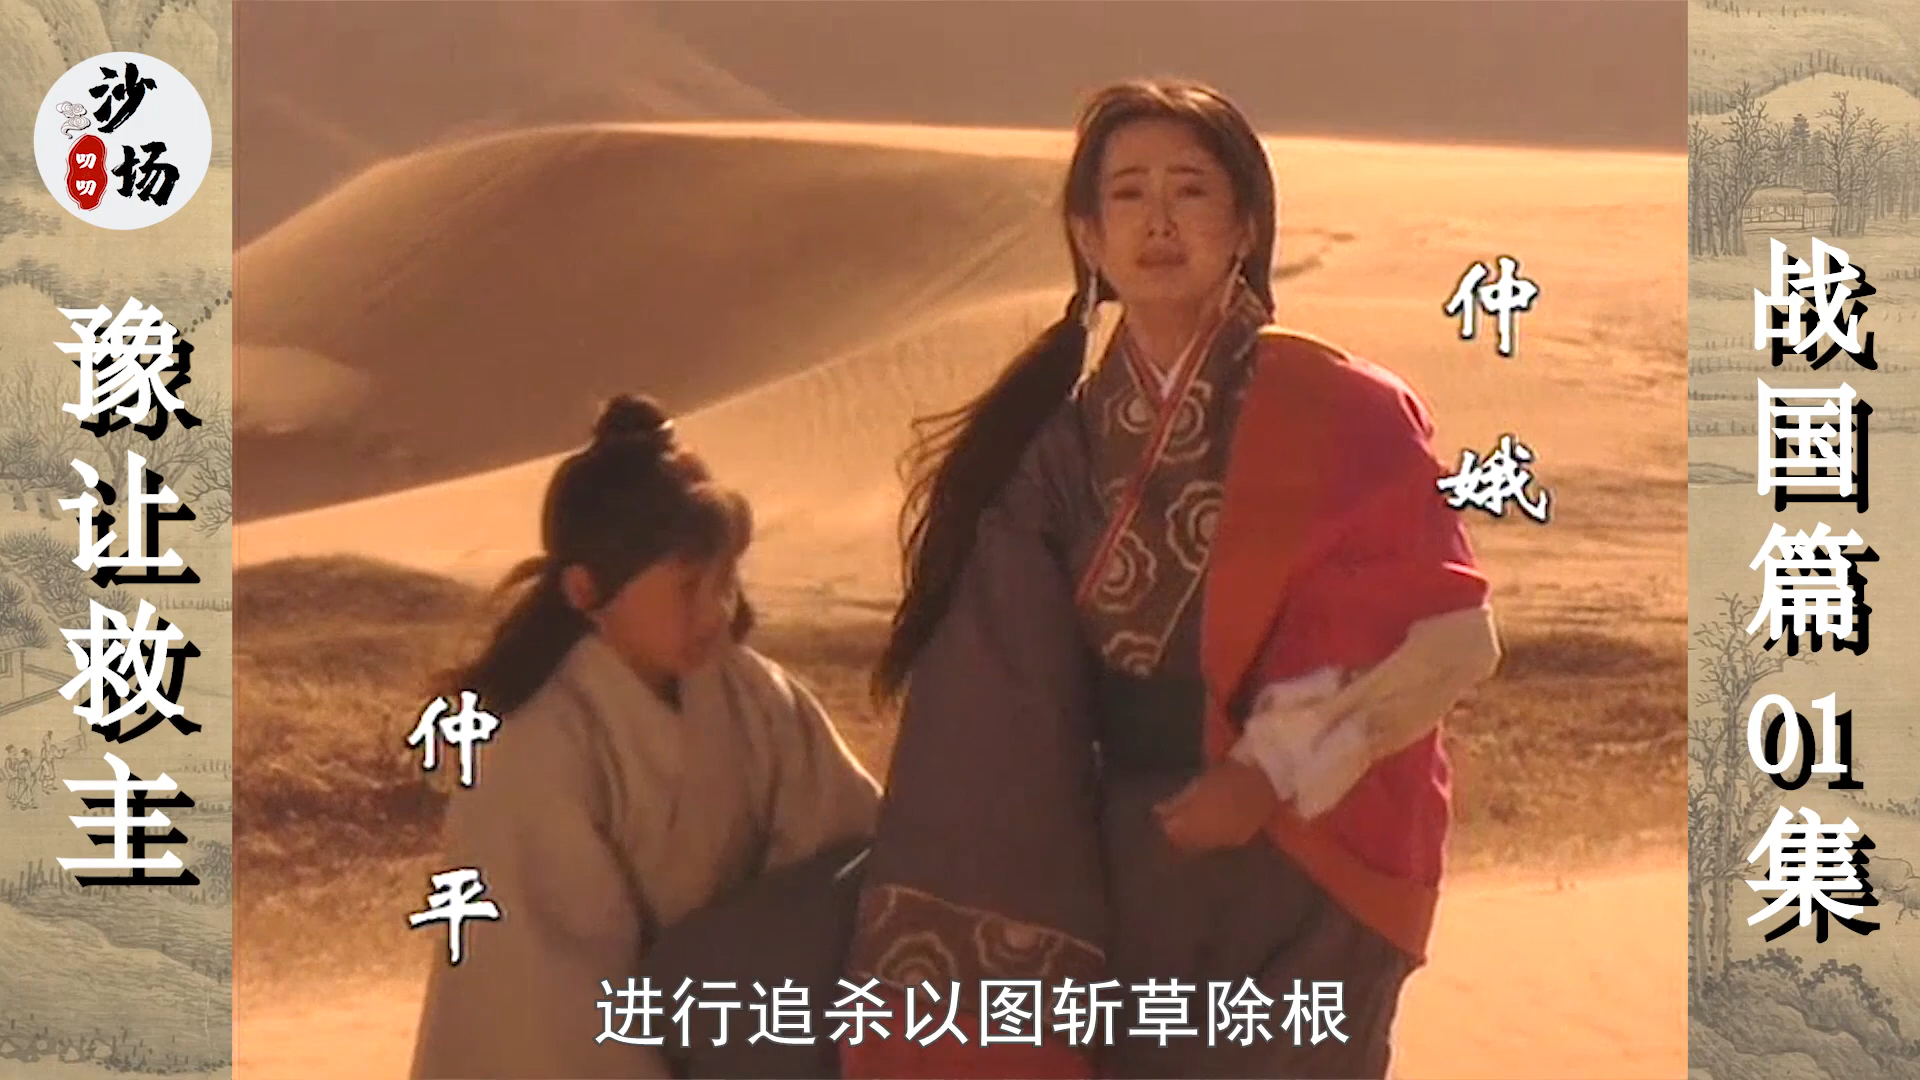 沙场
叨叨
豫让救主
仲娥
仲平
战国篇01集
进行追杀以图斩草除根